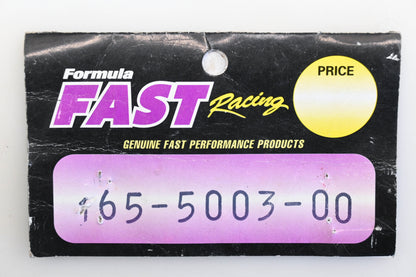 Formula
FAST Racing
PRICE
GENUINE FAST PERFORMANCE PRODUCTS
165-5003-00